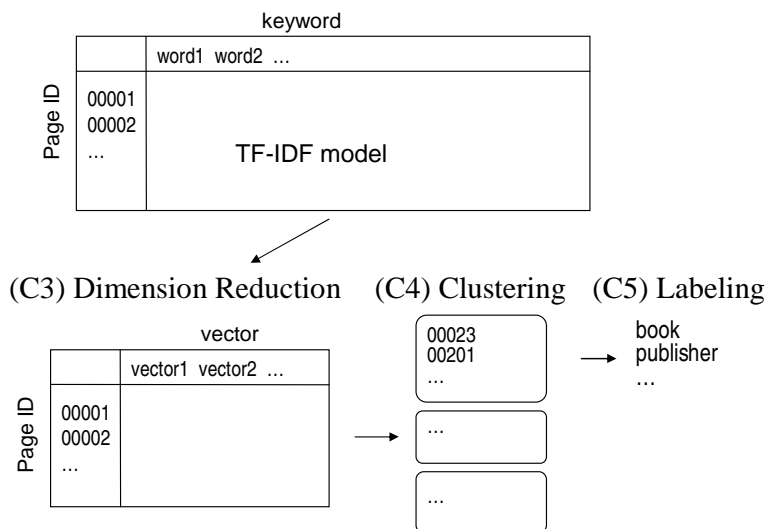 keyword
word1 word2 …
Page ID
00001
00002
…
TF-IDF model
(C3) Dimension Reduction
(C4) Clustering
(C5) Labeling
vector
vector1 vector2 …
Page ID
00001
00002
…
00023
00201
…
…
…
book
publisher
…